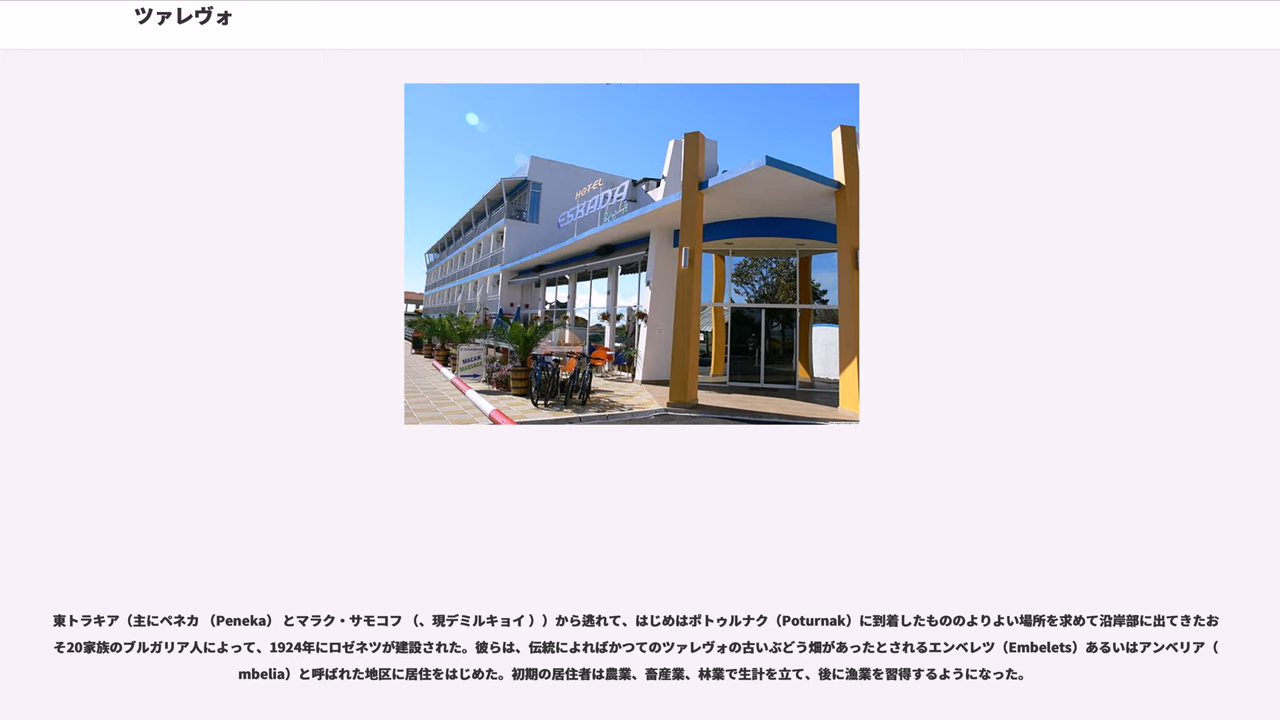 ツァレヴォ
HOTEL
ESKADA
МАСАЖ
MASSAGE
東トラキア（主にペネカ （Peneka） とマラク・サモコフ （、現デミルキョイ ））から逃れて、はじめはポトゥルナク（Poturnak）に到着したもののよりよい場所を求めて沿岸部に出てきたお
そ20家族のブルガリア人によって、1924年にロゼネツが建設された。彼らは、伝統によればかつてのツァレヴォの古いぶどう畑があったとされるエンベレツ（Embelets）あるいはアンベリア（
mbelia）と呼ばれた地区に居住をはじめた。初期の居住者は農業、畜産業、林業で生計を立て、後に漁業を習得するようになった。